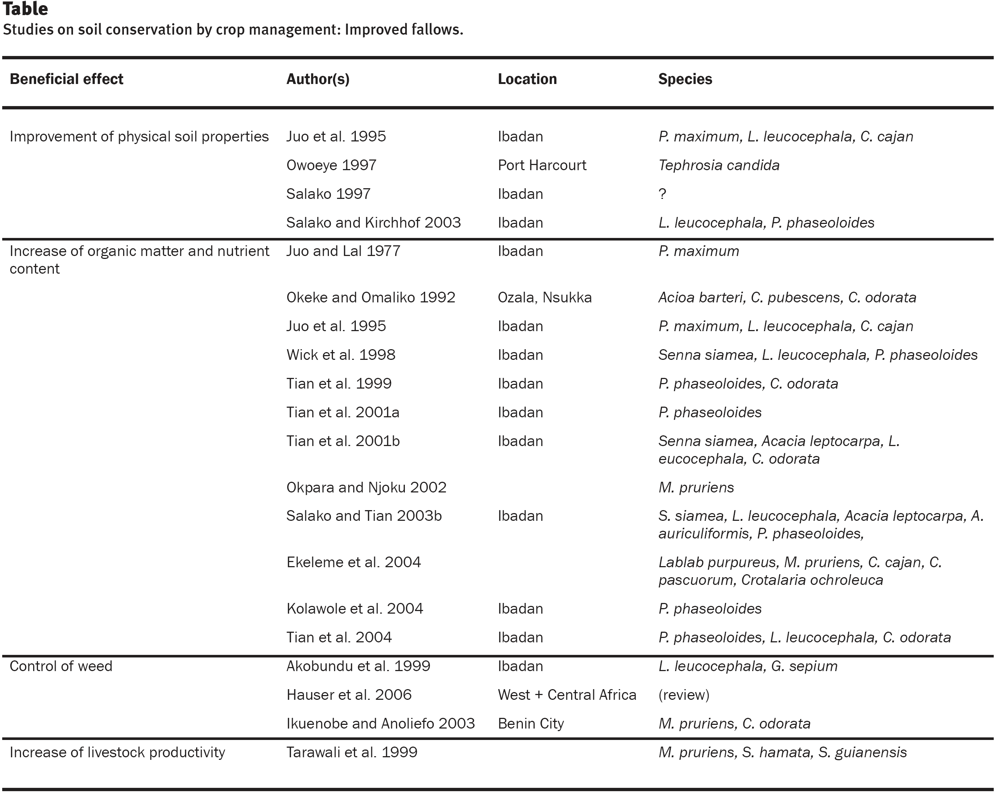 Table
Studies on soil conservation by crop management: Improved fallows.
Beneficial effect Author(s) Location Species
Improvement of physical soil properties Juo et al. 1995 Ibadan P. maximum, L. leucocephala, C. cajan
Owoeye 1997 Port Harcourt Tephrosia candida
Salako 1997 Ibadan ?
Salako and Kirchhof 2003 Ibadan L. leucocephala, P. phaseoloides
Increase of organic matter and nutrient Juo and Lal 1977 Ibadan P. maximum
content
Okeke and Omaliko 1992 Ozala, Nsukka Acioa barteri, C. pubescens, C. odorata
Juo et al. 1995 Ibadan P. maximum, L. leucocephala, C. cajan
Wick et al. 1998 Ibadan Senna siamea, L. leucocephala, P. phaseoloides
Tian et al. 1999 Ibadan P. phaseoloides, C. odorata
Tian et al. 2001a Ibadan P. phaseoloides
Tian et al. 2001b Ibadan Senna siamea, Acacia leptocarpa, L.
eucocephala, C. odorata
Okpara and Njoku 2002 M. pruriens
Salako and Tian 2003b Ibadan S. siamea, L. leucocephala, Acacia leptocarpa, A.
auriculiformis, P. phaseoloides,
Ekeleme et al. 2004 Lablab purpureus, M. pruriens, C. cajan, C.
pascuorum, Crotalaria ochroleuca
Kolawole et al. 2004 Ibadan P. phaseoloides
Tian et al. 2004 Ibadan P. phaseoloides, L. leucocephala, C. odorata
Control of weed Akobundu et al. 1999 Ibadan L. leucocephala, G. sepium
Hauser et al. 2006 West + Central Africa (review)
Ikuenobe and Anoliefo 2003 Benin City M. pruriens, C. odorata
Increase of livestock productivity Tarawali et al. 1999 M. pruriens, S. hamata, S. guianensis